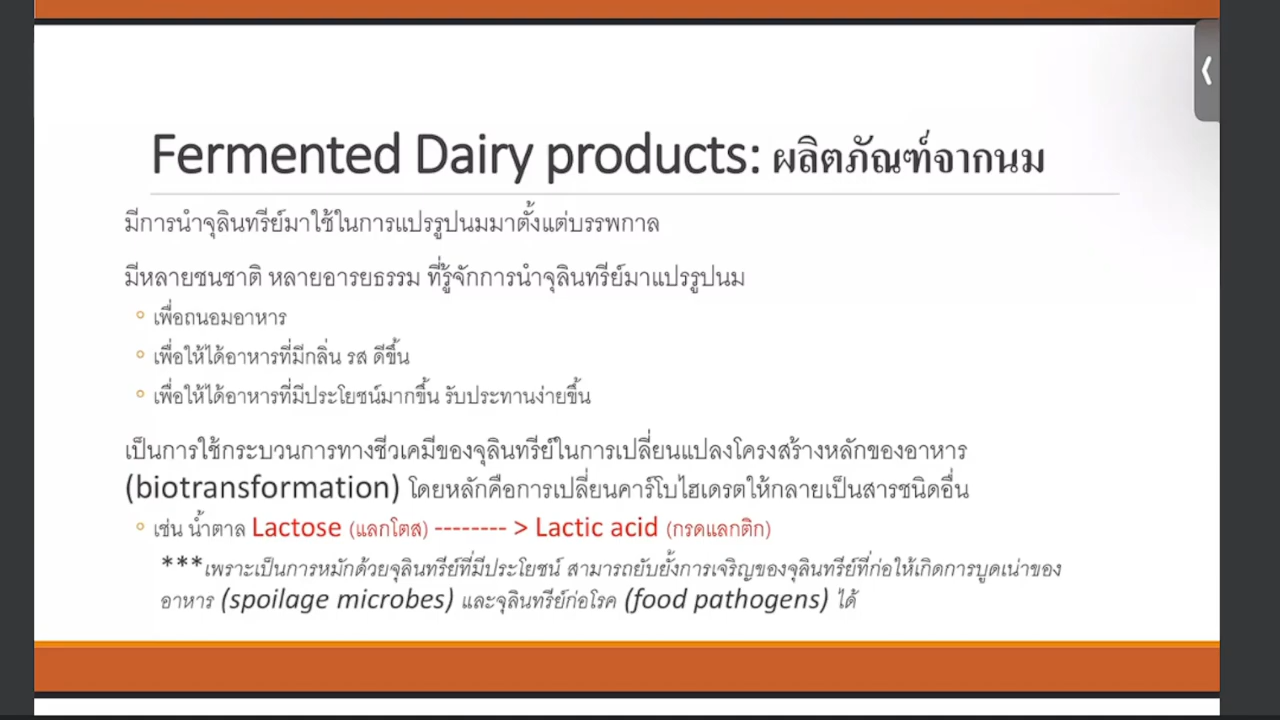 Fermented Dairy products: ผลิตภัณฑ์จากนม
มีการนำจุลินทรีย์มาใช้ในการแปรรูปนมมาตั้งแต่บรรพกาล
มีหลายชนชาติ หลายอารยธรรม ที่รู้จักการนำจุลินทรีย์มาแปรรูปนม
◦ เพื่อถนอมอาหาร
◦ เพื่อให้ได้อาหารที่มีกลิ่น รส ดีขึ้น
◦ เพื่อให้ได้อาหารที่มีประโยชน์มากขึ้น รับประทานง่ายขึ้น
เป็นการใช้กระบวนการทางชีวเคมีของจุลินทรีย์ในการเปลี่ยนแปลงโครงสร้างหลักของอาหาร
(biotransformation) โดยหลักคือการเปลี่ยนคาร์โบไฮเดรตให้กลายเป็นสารชนิดอื่น
◦ เช่น น้ำตาล Lactose (แลกโตส) -------- > Lactic acid (กรดแลกติก)
***เพราะเป็นการหมักด้วยจุลินทรีย์ที่มีประโยชน์ สามารถยับยั้งการเจริญของจุลินทรีย์ที่ก่อให้เกิดการบูดเน่าของ
อาหาร (spoilage microbes) และจุลินทรีย์ก่อโรค (food pathogens) ได้